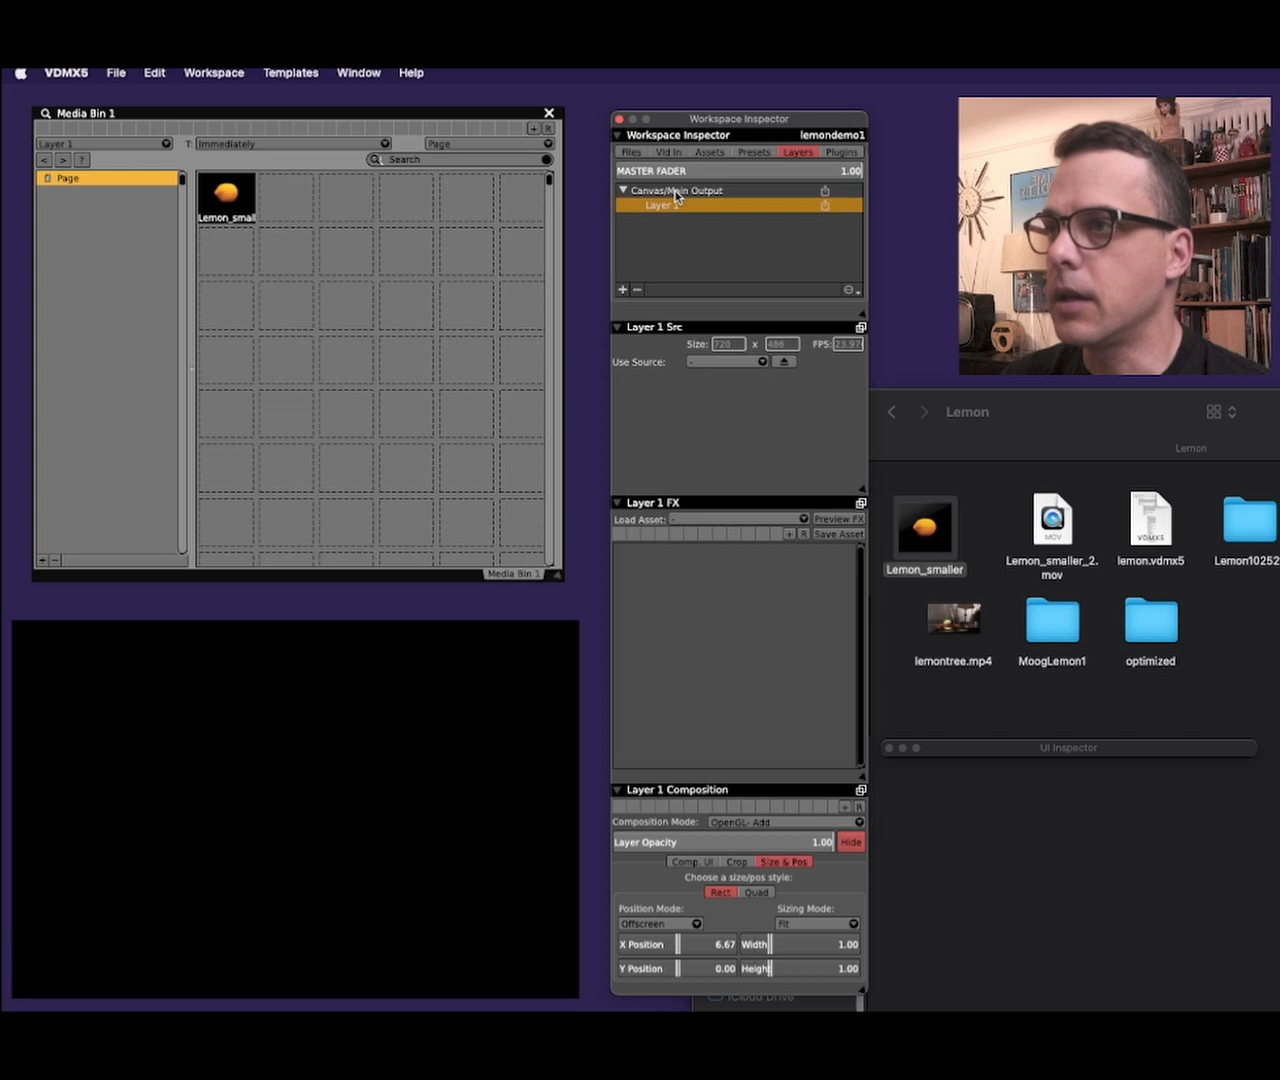 VDMX5 File Edit Workspace Templates Window Help
Media Bin 1
+ R
Layer 1 T: Immediately Page
< > ? Search
Page
Lemon_small
+ −
Media Bin 1
Workspace Inspector
Workspace Inspector lemondemo1
Files Vid In Assets Presets Layers Plugins
MASTER FADER 1.00
Canvas/Main Output
Layer 1
+ −
Layer 1 Src
Size: 720 x 486 FPS: 23.97
Use Source: -
Layer 1 FX
Load Asset: - Preview FX
+ R Save Asset
Layer 1 Composition
+ R
Composition Mode: OpenGL- Add
Layer Opacity 1.00 Hide
Comp. UI Crop Size & Pos
Choose a size/pos style:
Rect Quad
Position Mode: Sizing Mode:
Offscreen Fit
X Position 6.67 Width 1.00
Y Position 0.00 Height 1.00
Lemon
Lemon
MOV
VDMX5
Lemon_smaller
Lemon_smaller_2.
mov
lemon.vdmx5
Lemon10252
lemontree.mp4
MoogLemon1
optimized
UI Inspector
iCloud Drive